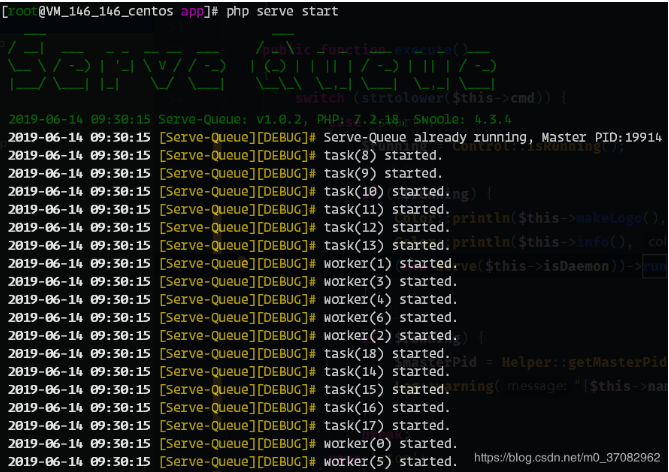 [root@VM_146_146_centos app]# php serve start
Serve Queue
public function execute()
switch (strtolower($this->cmd)) {
2019-06-14 09:30:15 Serve-Queue: v1.0.2, PHP: 7.2.18, Swoole: 4.3.4
2019-06-14 09:30:15 [Serve-Queue][DEBUG]# Serve-Queue already running, Master PID:19914
2019-06-14 09:30:15 [Serve-Queue][DEBUG]# task(8) started.
2019-06-14 09:30:15 [Serve-Queue][DEBUG]# task(9) started.
2019-06-14 09:30:15 [Serve-Queue][DEBUG]# task(10) started.
2019-06-14 09:30:15 [Serve-Queue][DEBUG]# task(11) started.
2019-06-14 09:30:15 [Serve-Queue][DEBUG]# task(12) started.
2019-06-14 09:30:15 [Serve-Queue][DEBUG]# task(13) started.
2019-06-14 09:30:15 [Serve-Queue][DEBUG]# worker(1) started.
2019-06-14 09:30:15 [Serve-Queue][DEBUG]# worker(3) started.
2019-06-14 09:30:15 [Serve-Queue][DEBUG]# worker(4) started.
2019-06-14 09:30:15 [Serve-Queue][DEBUG]# worker(6) started.
2019-06-14 09:30:15 [Serve-Queue][DEBUG]# worker(2) started.
2019-06-14 09:30:15 [Serve-Queue][DEBUG]# task(18) started.
2019-06-14 09:30:15 [Serve-Queue][DEBUG]# task(14) started.
2019-06-14 09:30:15 [Serve-Queue][DEBUG]# task(15) started.
2019-06-14 09:30:15 [Serve-Queue][DEBUG]# task(16) started.
2019-06-14 09:30:15 [Serve-Queue][DEBUG]# task(17) started.
2019-06-14 09:30:15 [Serve-Queue][DEBUG]# worker(0) started.
2019-06-14 09:30:15 [Serve-Queue][DEBUG]# worker(5) started.
https://blog.csdn.net/m0_37082962